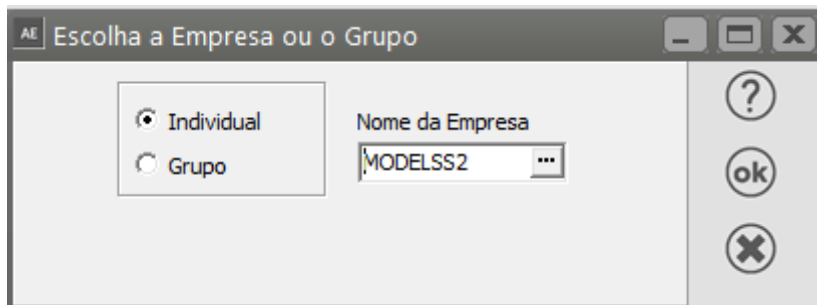 AE Escolha a Empresa ou o Grupo
Individual
Grupo
Nome da Empresa
MODELSS2 ...
?
ok